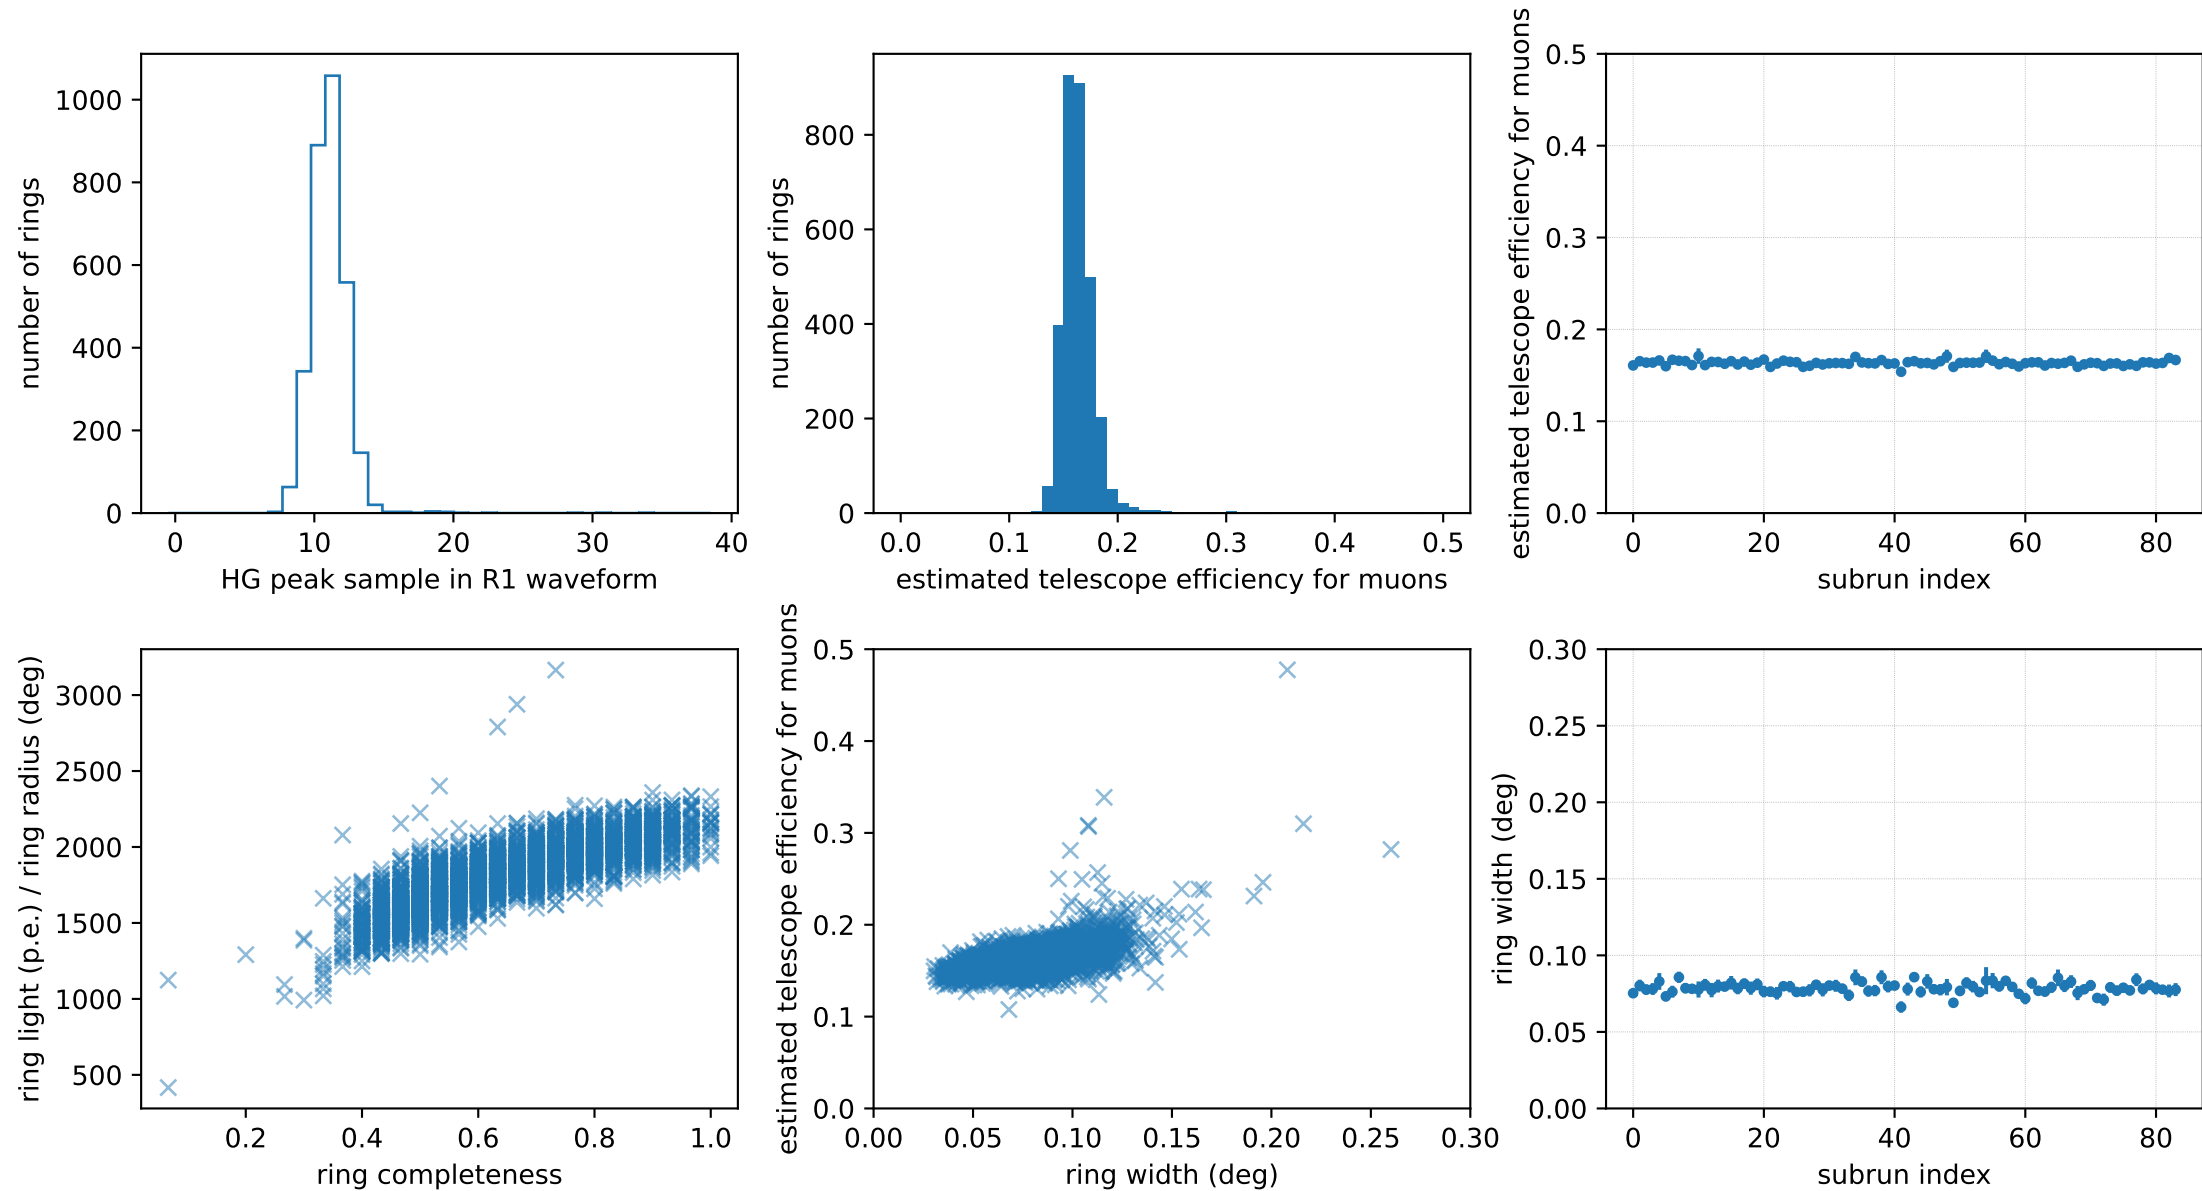 number of rings
1000
800
600
400
200
0
0 10 20 30 40
HG peak sample in R1 waveform
number of rings
800
600
400
200
0
0.0 0.1 0.2 0.3 0.4 0.5
estimated telescope efficiency for muons
estimated telescope efficiency for muons
0.5
0.4
0.3
0.2
0.1
0.0
0 20 40 60 80
subrun index
ring light (p.e.) / ring radius (deg)
3000
2500
2000
1500
1000
500
0.2 0.4 0.6 0.8 1.0
ring completeness
estimated telescope efficiency for muons
0.5
0.4
0.3
0.2
0.1
0.0
0.00 0.05 0.10 0.15 0.20 0.25 0.30
ring width (deg)
ring width (deg)
0.30
0.25
0.20
0.15
0.10
0.05
0.00
0 20 40 60 80
subrun index